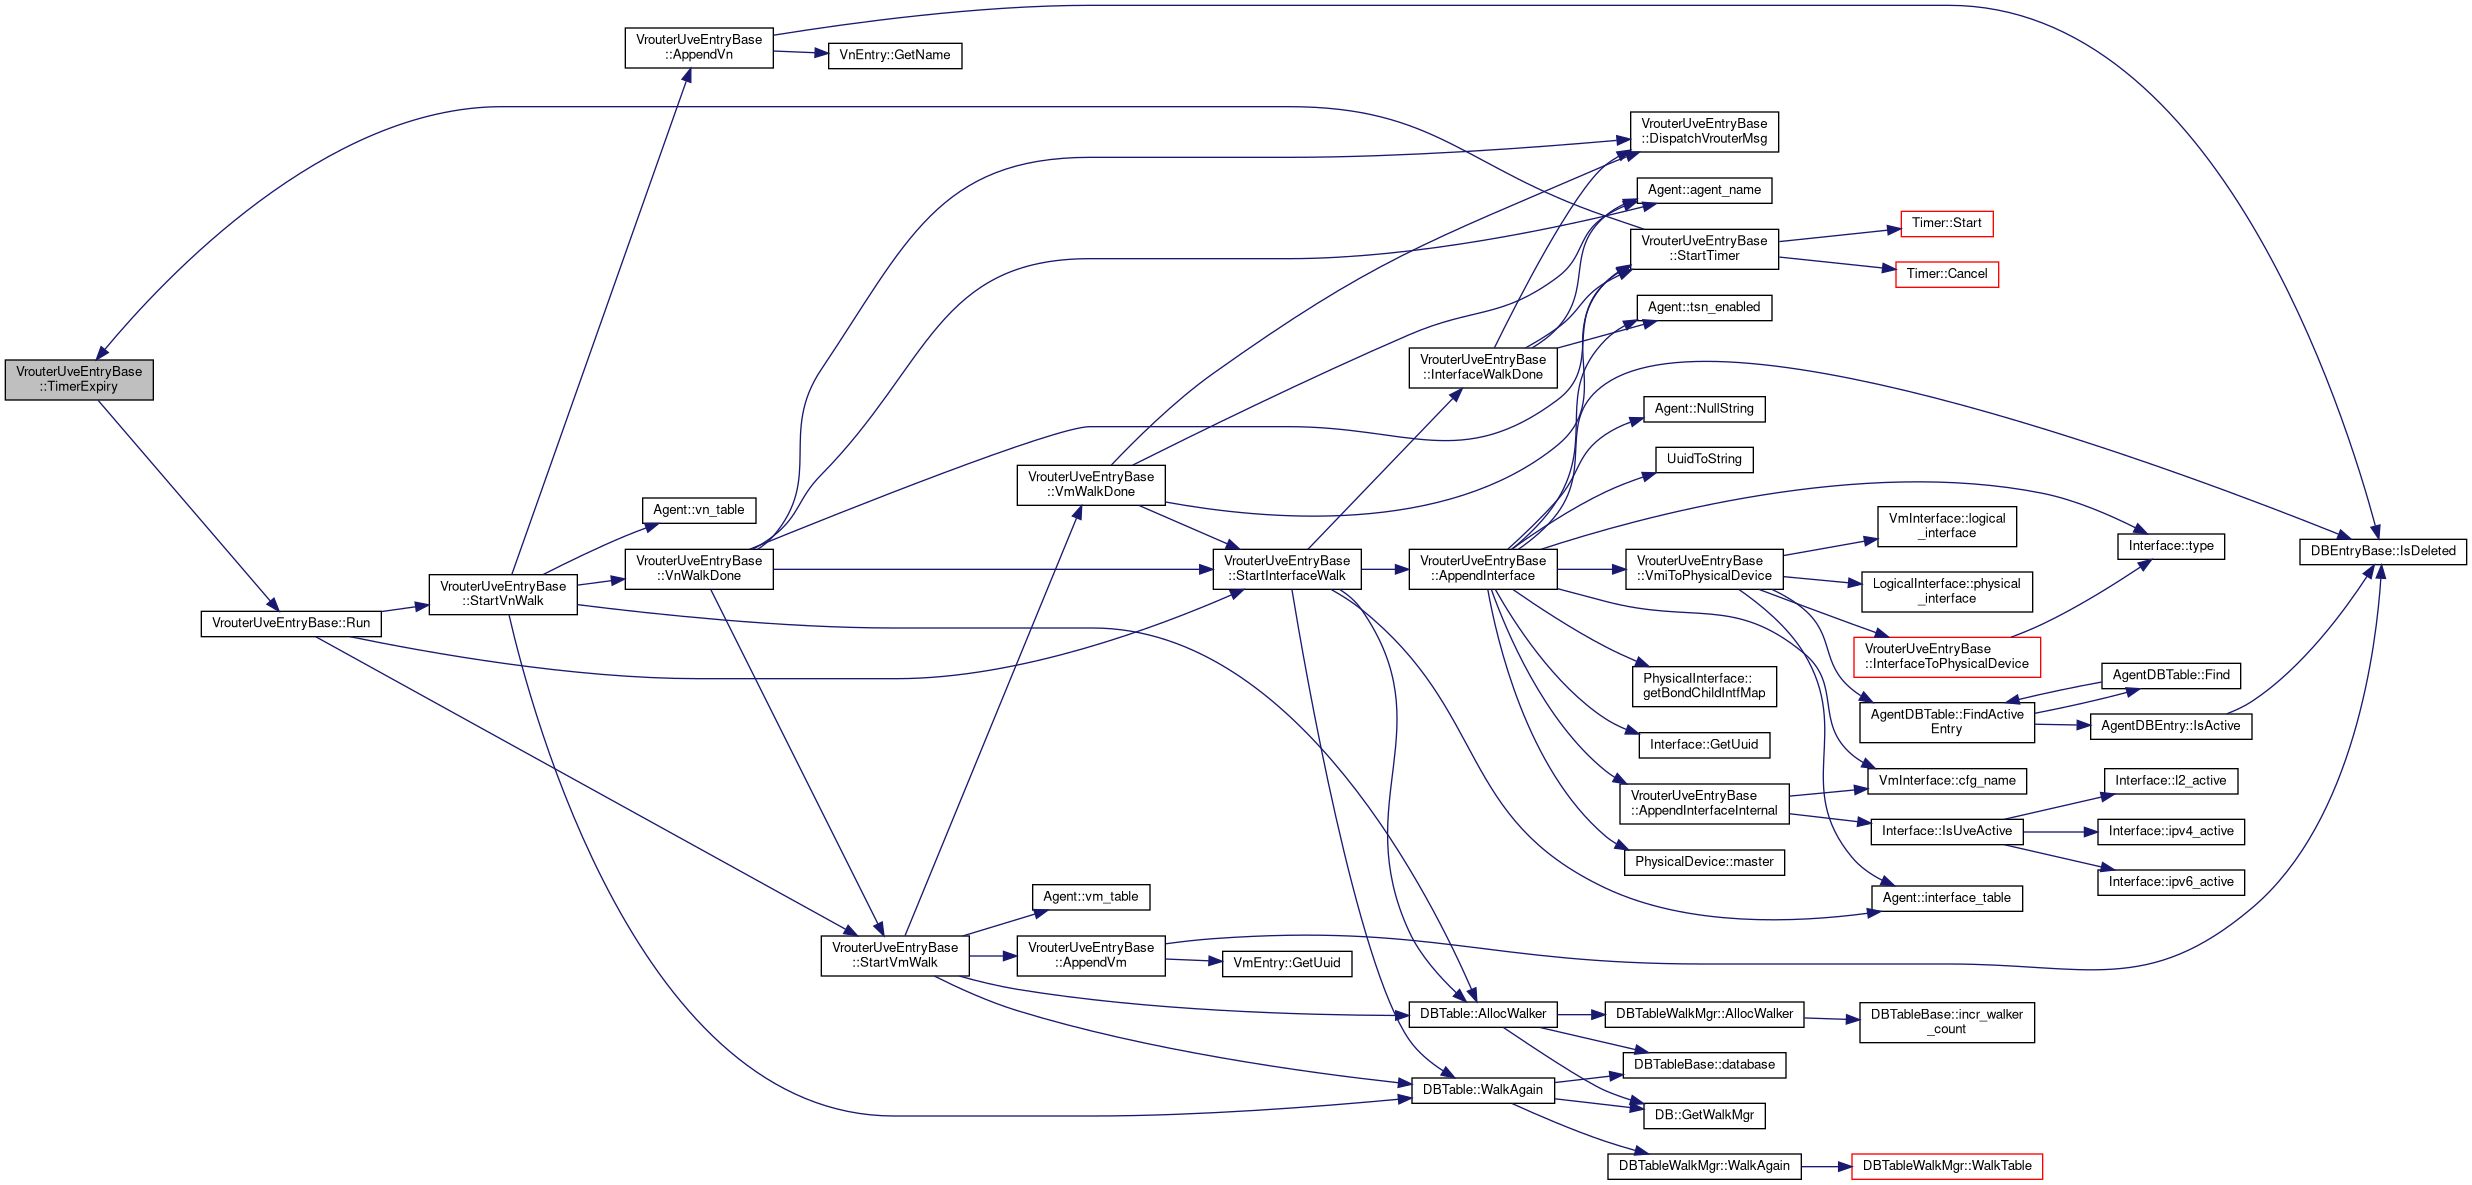 VrouterUveEntryBase
::TimerExpiry
VrouterUveEntryBase::Run
VrouterUveEntryBase
::StartVnWalk
VrouterUveEntryBase
::AppendVn
VnEntry::GetName
Agent::vn_table
VrouterUveEntryBase
::VnWalkDone
VrouterUveEntryBase
::StartVmWalk
VrouterUveEntryBase
::VmWalkDone
Agent::vm_table
VrouterUveEntryBase
::AppendVm
VmEntry::GetUuid
VrouterUveEntryBase
::StartInterfaceWalk
VrouterUveEntryBase
::InterfaceWalkDone
VrouterUveEntryBase
::AppendInterface
DBTable::AllocWalker
DBTable::WalkAgain
VrouterUveEntryBase
::DispatchVrouterMsg
Agent::agent_name
VrouterUveEntryBase
::StartTimer
Agent::tsn_enabled
Agent::NullString
UuidToString
VrouterUveEntryBase
::VmiToPhysicalDevice
PhysicalInterface::
getBondChildIntfMap
Interface::GetUuid
VrouterUveEntryBase
::AppendInterfaceInternal
PhysicalDevice::master
DBTableWalkMgr::AllocWalker
DBTableBase::database
DB::GetWalkMgr
DBTableWalkMgr::WalkAgain
Timer::Start
Timer::Cancel
VmInterface::logical
_interface
LogicalInterface::physical
_interface
VrouterUveEntryBase
::InterfaceToPhysicalDevice
AgentDBTable::FindActive
Entry
VmInterface::cfg_name
Interface::IsUveActive
Agent::interface_table
DBTableBase::incr_walker
_count
DBTableWalkMgr::WalkTable
Interface::type
AgentDBTable::Find
AgentDBEntry::IsActive
Interface::l2_active
Interface::ipv4_active
Interface::ipv6_active
DBEntryBase::IsDeleted